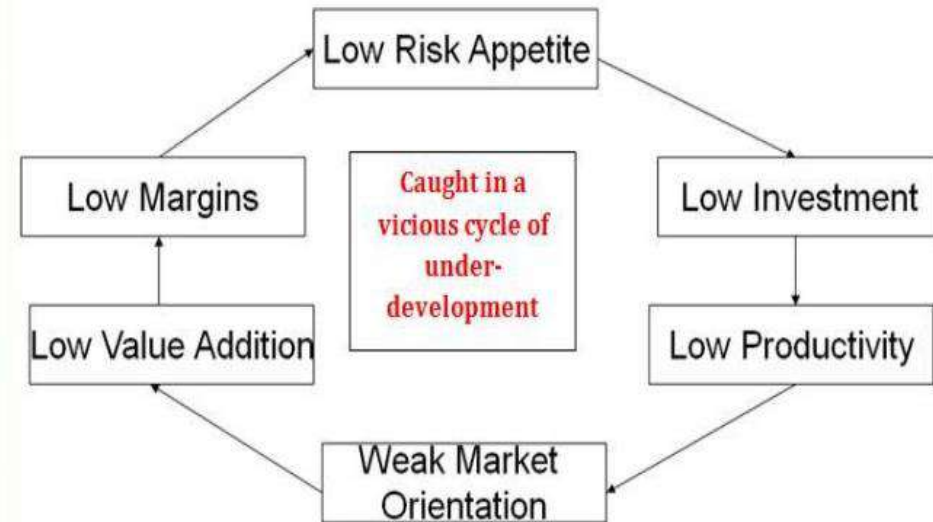 Low Risk Appetite
Low Margins
Caught in a
vicious cycle of
under-
development
Low Investment
Low Value Addition
Low Productivity
Weak Market
Orientation